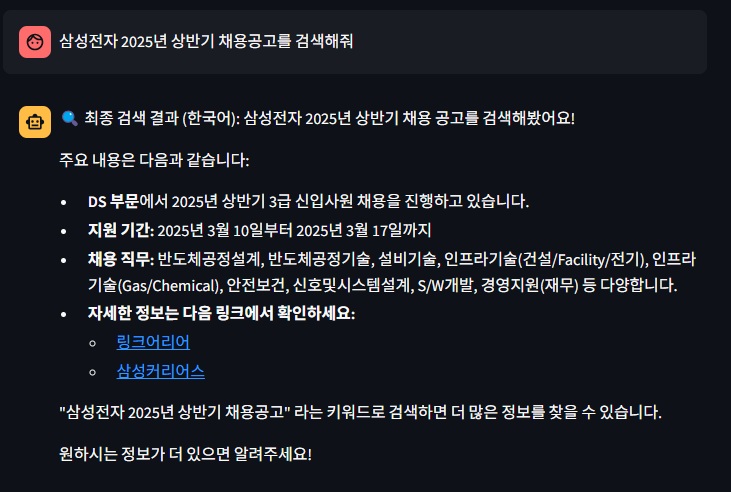 삼성전자 2025년 상반기 채용공고를 검색해줘
최종 검색 결과 (한국어): 삼성전자 2025년 상반기 채용 공고를 검색해봤어요!
주요 내용은 다음과 같습니다:
DS 부문에서 2025년 상반기 3급 신입사원 채용을 진행하고 있습니다.
지원 기간: 2025년 3월 10일부터 2025년 3월 17일까지
채용 직무: 반도체공정설계, 반도체공정기술, 설비기술, 인프라기술(건설/Facility/전기), 인프라
기술(Gas/Chemical), 안전보건, 신호및시스템설계, S/W개발, 경영지원(재무) 등 다양합니다.
자세한 정보는 다음 링크에서 확인하세요:
링크어리어
삼성커리어스
"삼성전자 2025년 상반기 채용공고" 라는 키워드로 검색하면 더 많은 정보를 찾을 수 있습니다.
원하시는 정보가 더 있으면 알려주세요!